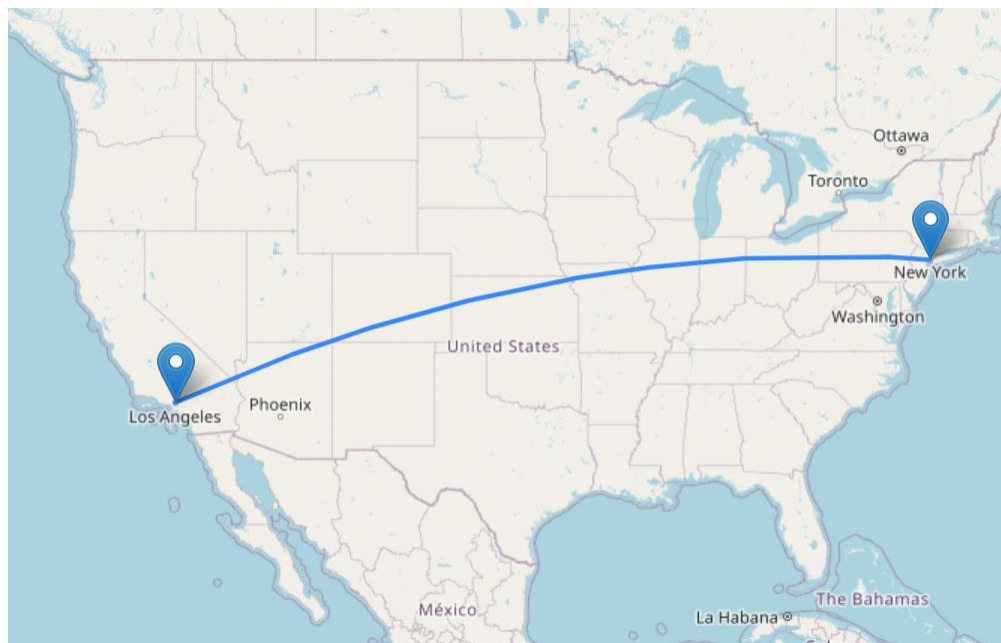 Ottawa
Toronto
New York
Washington
United States
Los Angeles
Phoenix
México
La Habana
The Bahamas